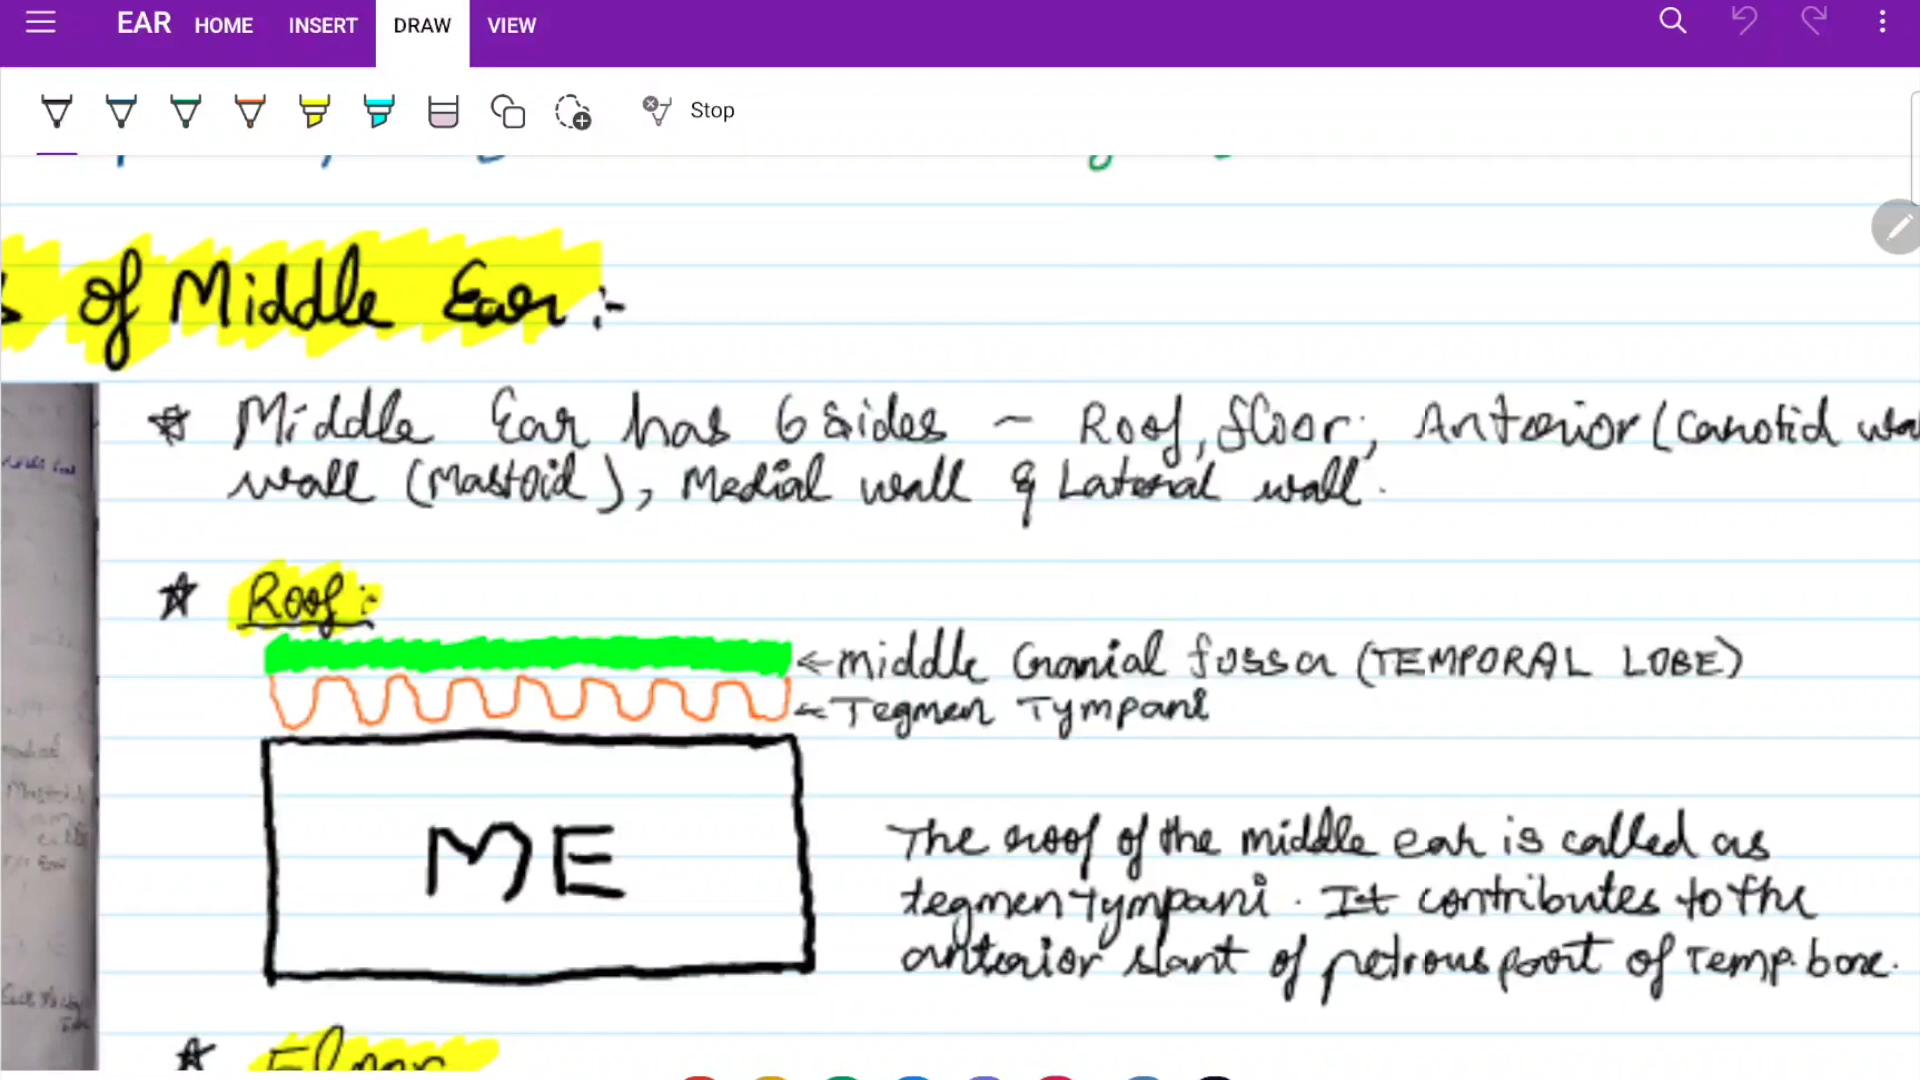 EAR HOME INSERT DRAW VIEW
Stop
of Middle Ear :-
Middle Ear has 6 sides - Roof, floor, Anterior (Carotid
wall (Mastoid), Medial wall & Lateral wall.
Roof :-
← middle Cranial fossa (TEMPORAL LOBE)
← Tegmen Tympani
ME
The roof of the middle ear is called as
tegmen tympani. It contributes to the
anterior slant of petrous part of Temp. bone.
Floor